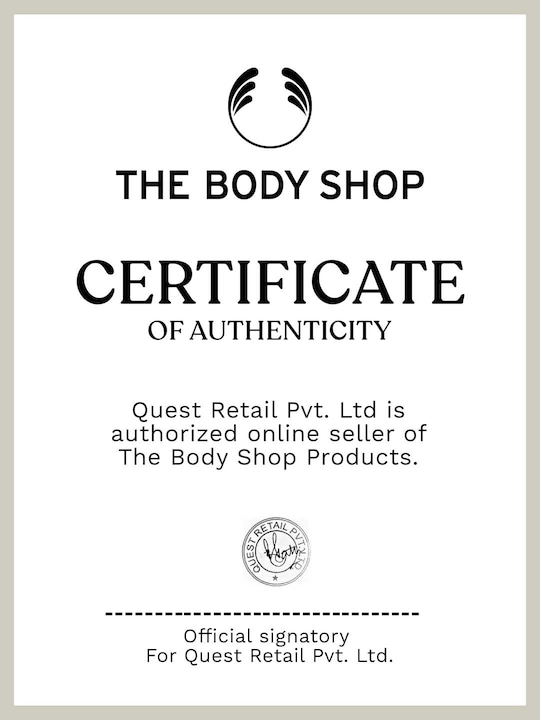 THE BODY SHOP
CERTIFICATE
OF AUTHENTICITY
Quest Retail Pvt. Ltd is
authorized online seller of
The Body Shop Products.
QUEST RETAIL PVT. LTD.
Official signatory
For Quest Retail Pvt. Ltd.